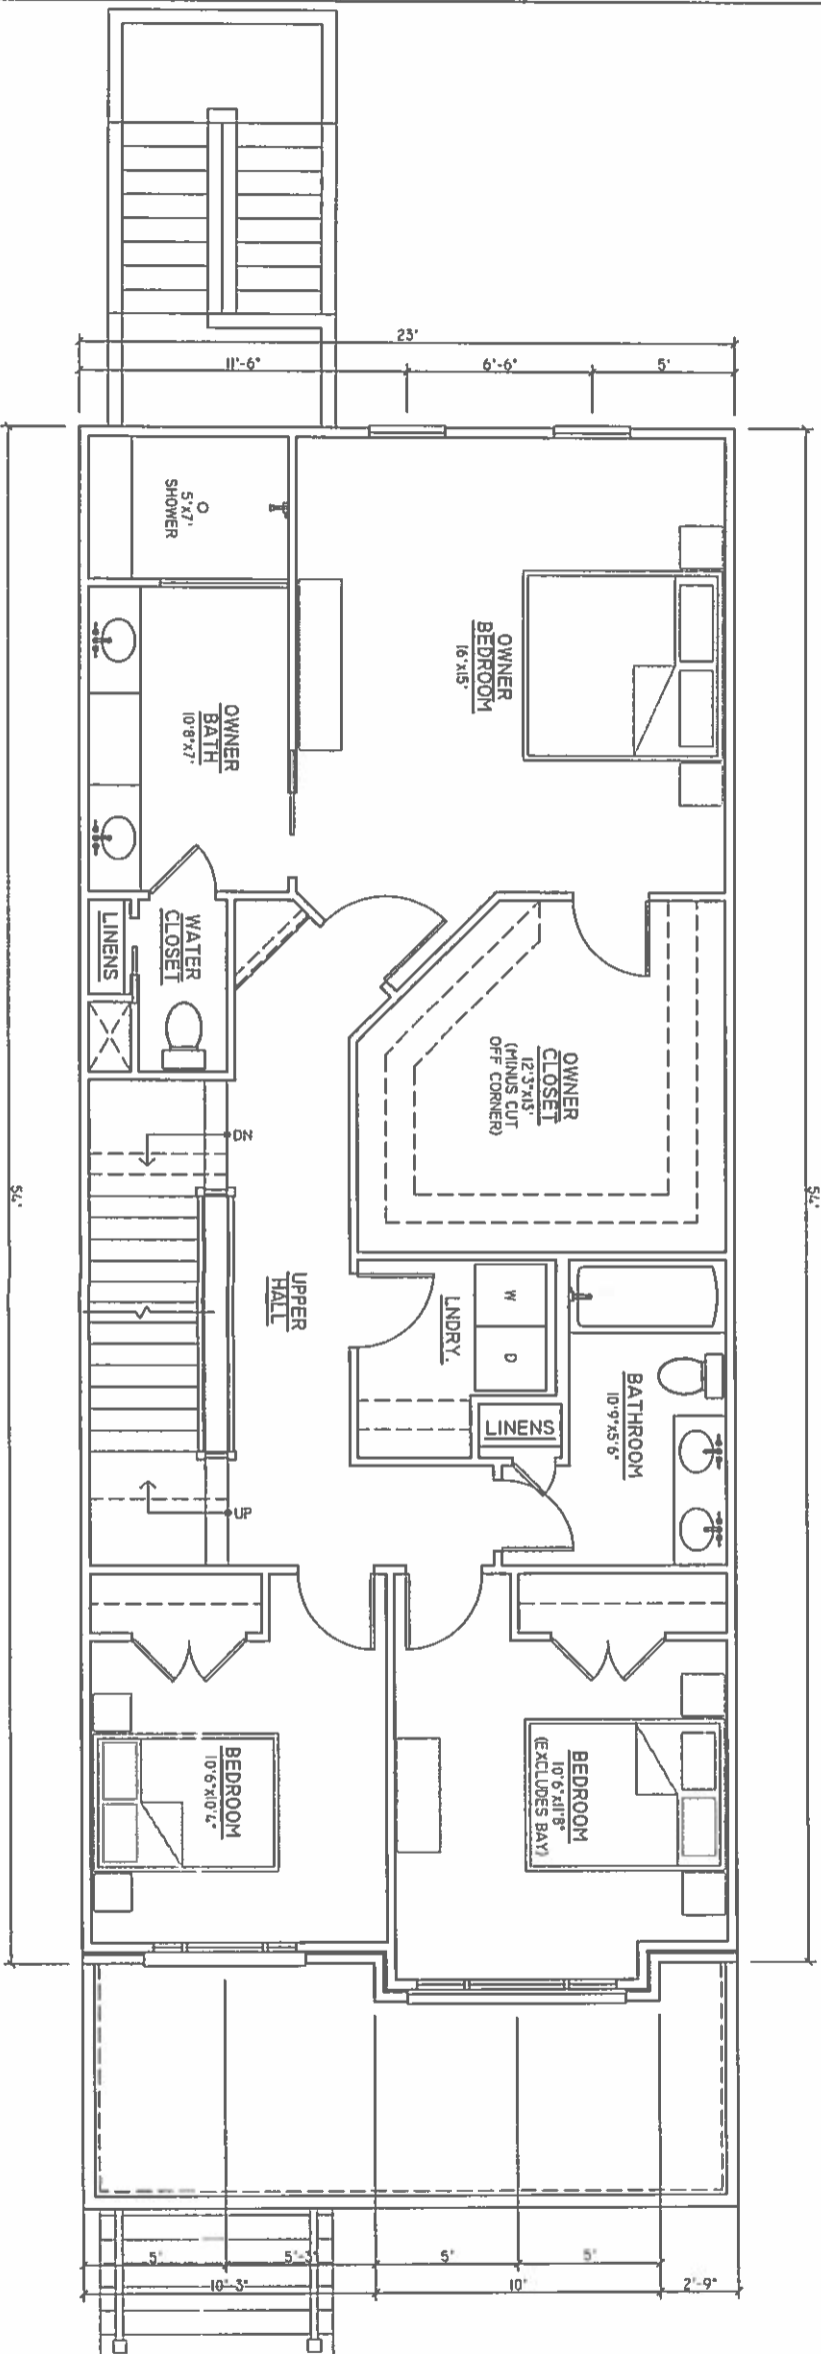 23'
11'-6"
6'-6"
5'
5'x7'
SHOWER
OWNER
BEDROOM
16'x15'
OWNER
BATH
10'8"x7'
WATER
CLOSET
LINENS
OWNER
CLOSET
12'3"x13'
(MINUS CUT
OFF CORNER)
DN
54'
54'
UPPER
HALL
LNDRY.
W
D
LINENS
BATHROOM
10'9"x5'6"
UP
BEDROOM
10'6"x10'4"
BEDROOM
10'6"x11'8"
(EXCLUDES BAY)
5'
5'-3"
5'
5'
10'-3"
10'
2'-9"